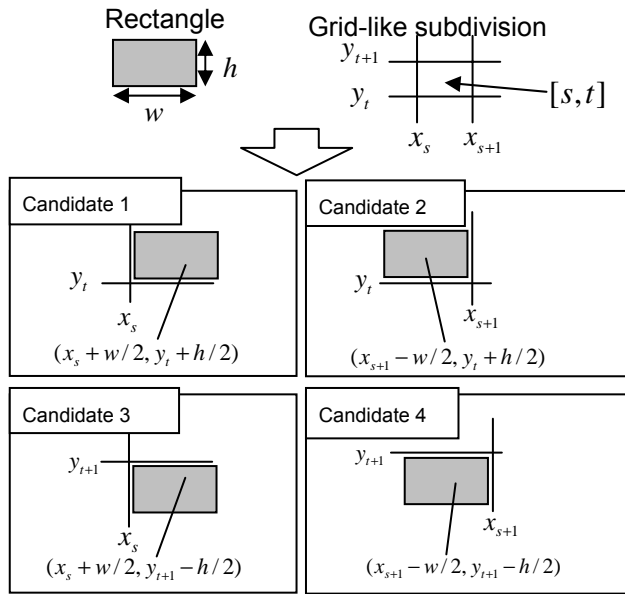 Rectangle
h
w
Grid-like subdivision
y_{t+1}
y_t
[s,t]
x_s
x_{s+1}
Candidate 1
y_t
x_s
(x_s + w/2, y_t + h/2)
Candidate 2
y_t
x_{s+1}
(x_{s+1} − w/2, y_t + h/2)
Candidate 3
y_{t+1}
x_s
(x_s + w/2, y_{t+1} − h/2)
Candidate 4
y_{t+1}
x_{s+1}
(x_{s+1} − w/2, y_{t+1} − h/2)